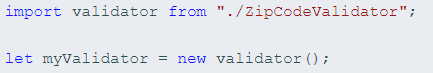 import validator from "./ZipCodeValidator";
let myValidator = new validator();